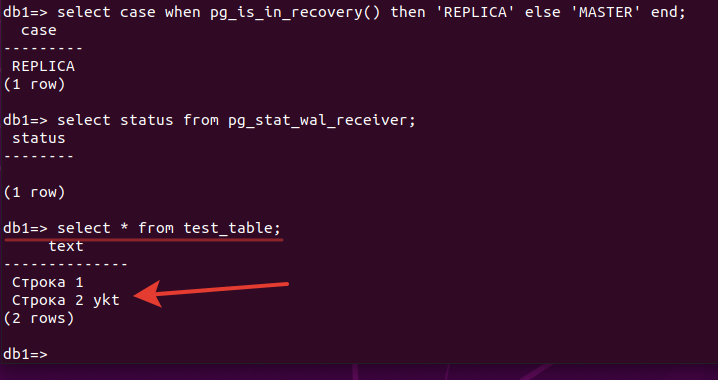 db1=> select case when pg_is_in_recovery() then 'REPLICA' else 'MASTER' end;
case
---------
REPLICA
(1 row)
db1=> select status from pg_stat_wal_receiver;
status
--------
(1 row)
db1=> select * from test_table;
text
--------------
Строка 1
Строка 2 ykt
(2 rows)
db1=>